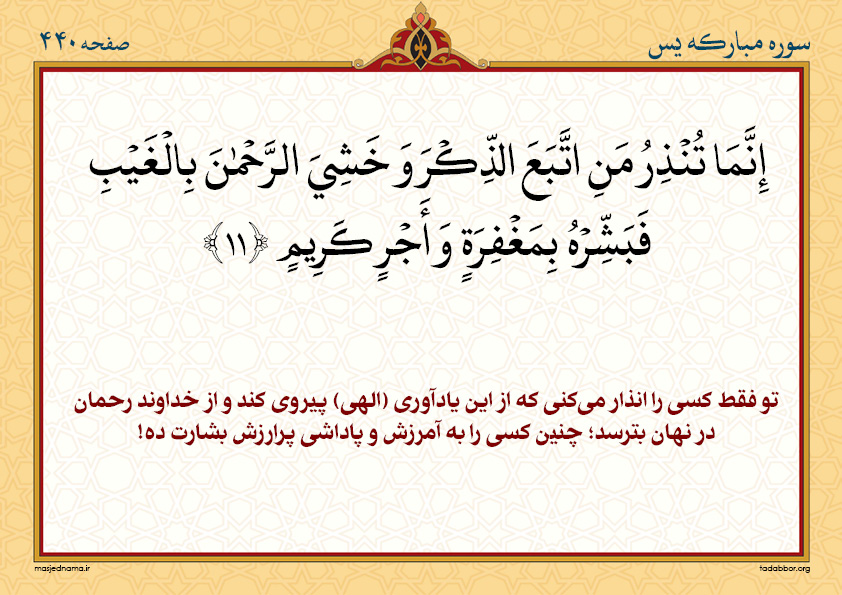 سوره مبارکه یس
صفحه ۴۴۰
إِنَّمَا تُنْذِرُ مَنِ اتَّبَعَ الذِّكْرَ وَ خَشِيَ الرَّحْمٰنَ بِالْغَيْبِ
فَبَشِّرْهُ بِمَغْفِرَةٍ وَ أَجْرٍ كَرِيمٍ ﴿۱۱﴾
تو فقط کسی را انذار می‌کنی که از این یادآوری (الهی) پیروی کند و از خداوند رحمان
در نهان بترسد؛ چنین کسی را به آمرزش و پاداشی پرارزش بشارت ده!
masjednama.ir
tadabbor.org